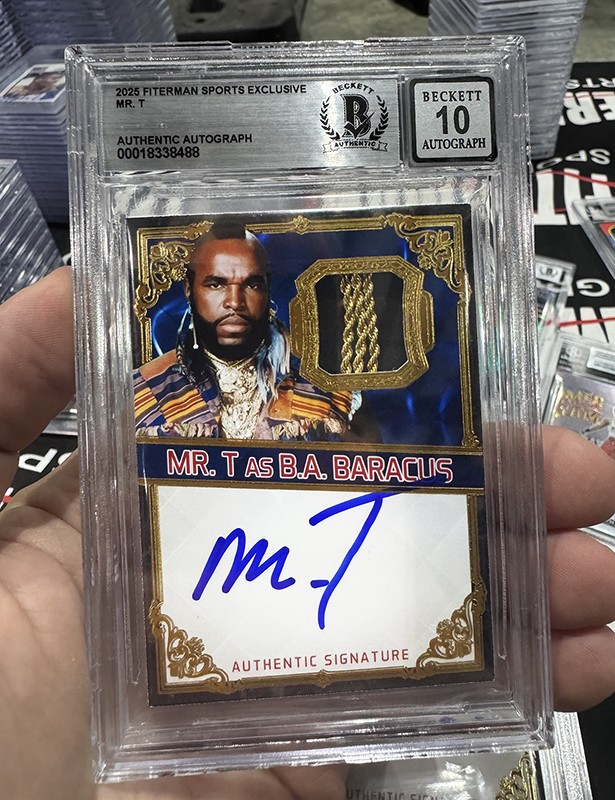 2025 FITERMAN SPORTS EXCLUSIVE
MR. T
AUTHENTIC AUTOGRAPH
00018338488
BECKETT
B
AUTHENTIC
BECKETT
10
AUTOGRAPH
MR. T AS B.A. BARACUS
Mr. T
AUTHENTIC SIGNATURE